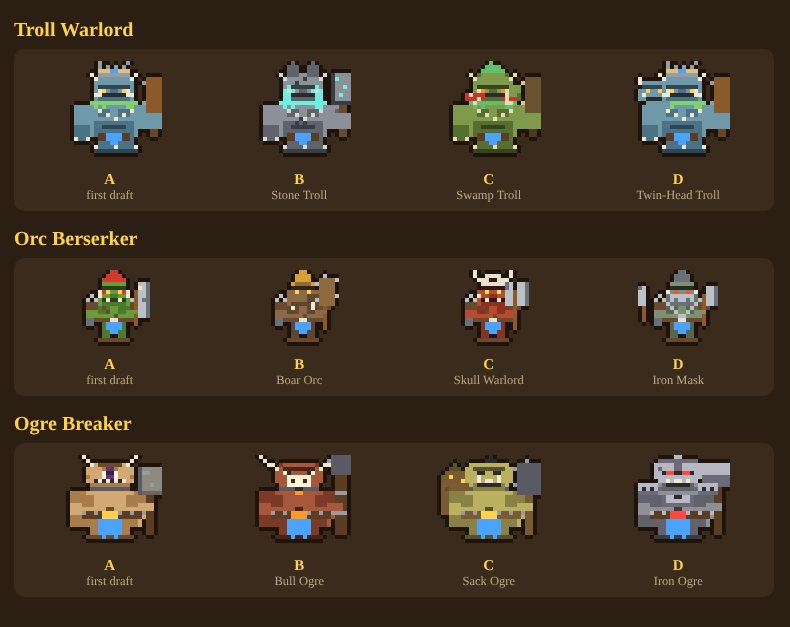 Troll Warlord
A B C D
first draft Stone Troll Swamp Troll Twin-Head Troll
Orc Berserker
A B C D
first draft Boar Orc Skull Warlord Iron Mask
Ogre Breaker
A B C D
first draft Bull Ogre Sack Ogre Iron Ogre